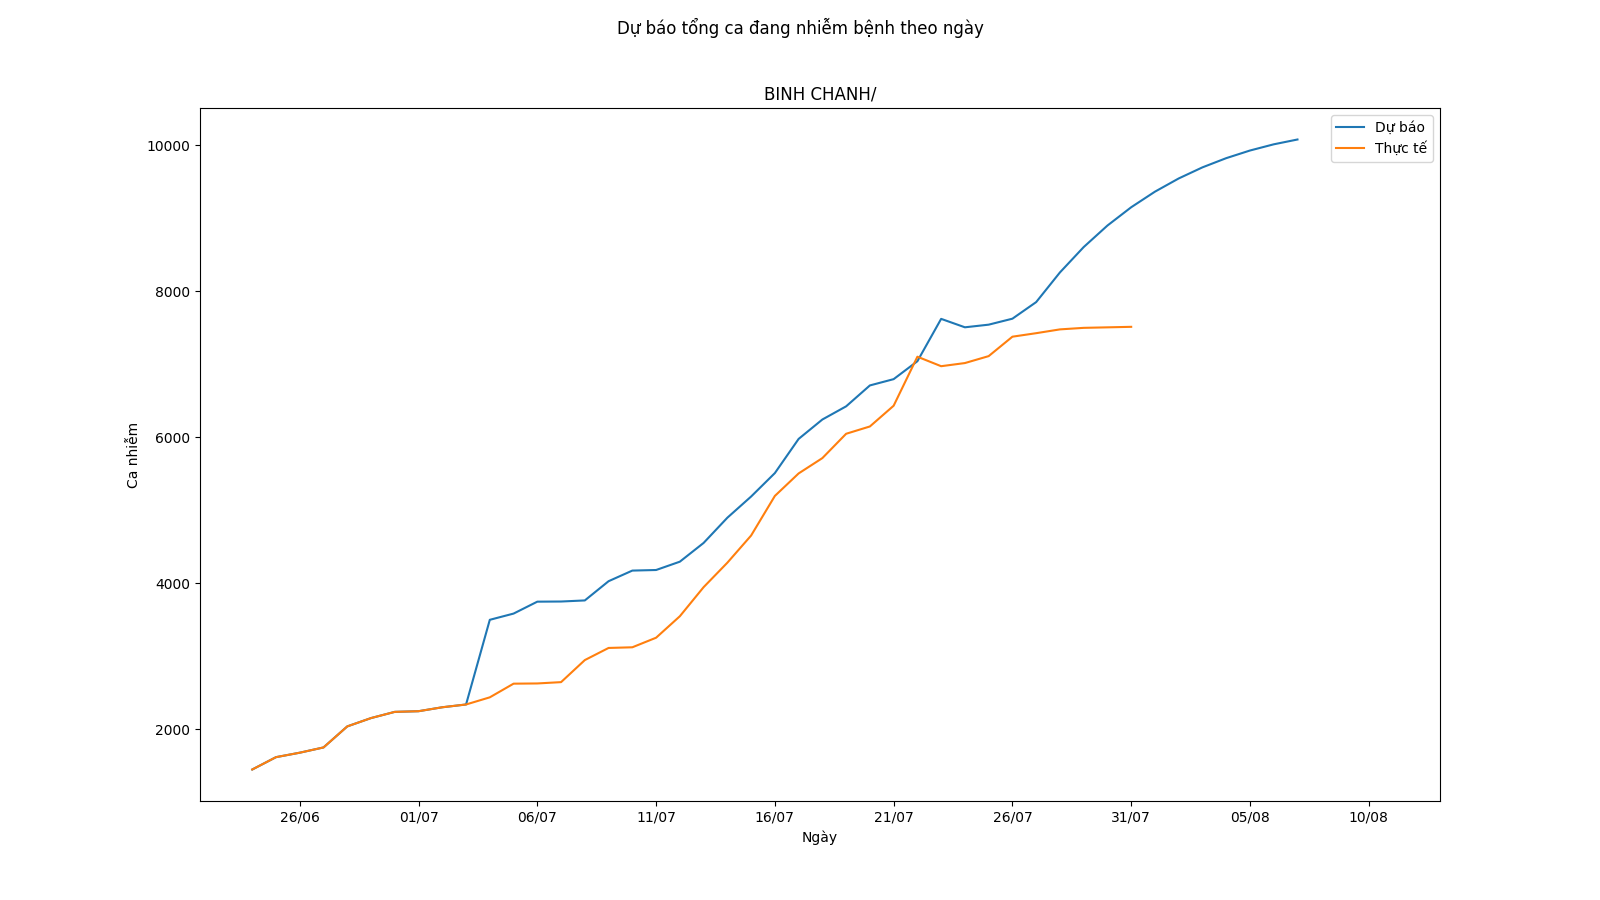 Dự báo tổng ca đang nhiễm bệnh theo ngày
BINH CHANH/
Dự báo
Thực tế
10000
8000
6000
4000
2000
Ca nhiễm
26/06
01/07
06/07
11/07
16/07
21/07
26/07
31/07
05/08
10/08
Ngày